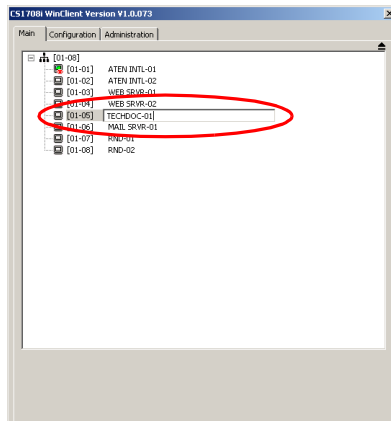 CS1708i WinClient Version V1.0.073
Main Configuration Administration
[01-08]
[01-01] ATEN INTL-01
[01-02] ATEN INTL-02
[01-03] WEB SRVR-01
[01-04] WEB SRVR-02
[01-05] TECHDOC-01
[01-06] MAIL SRVR-01
[01-07] RND-01
[01-08] RND-02